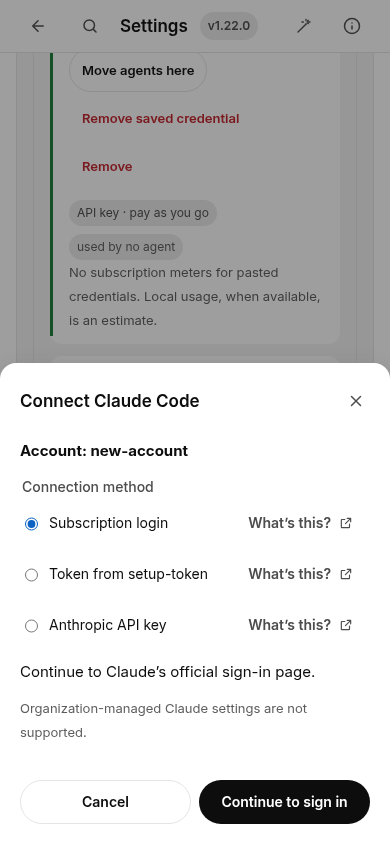 Settings v1.22.0
Move agents here
Remove saved credential
Remove
API key · pay as you go
used by no agent
No subscription meters for pasted
credentials. Local usage, when available,
is an estimate.
Connect Claude Code
Account: new-account
Connection method
Subscription login What’s this?
Token from setup-token What’s this?
Anthropic API key What’s this?
Continue to Claude’s official sign-in page.
Organization-managed Claude settings are not
supported.
Cancel Continue to sign in